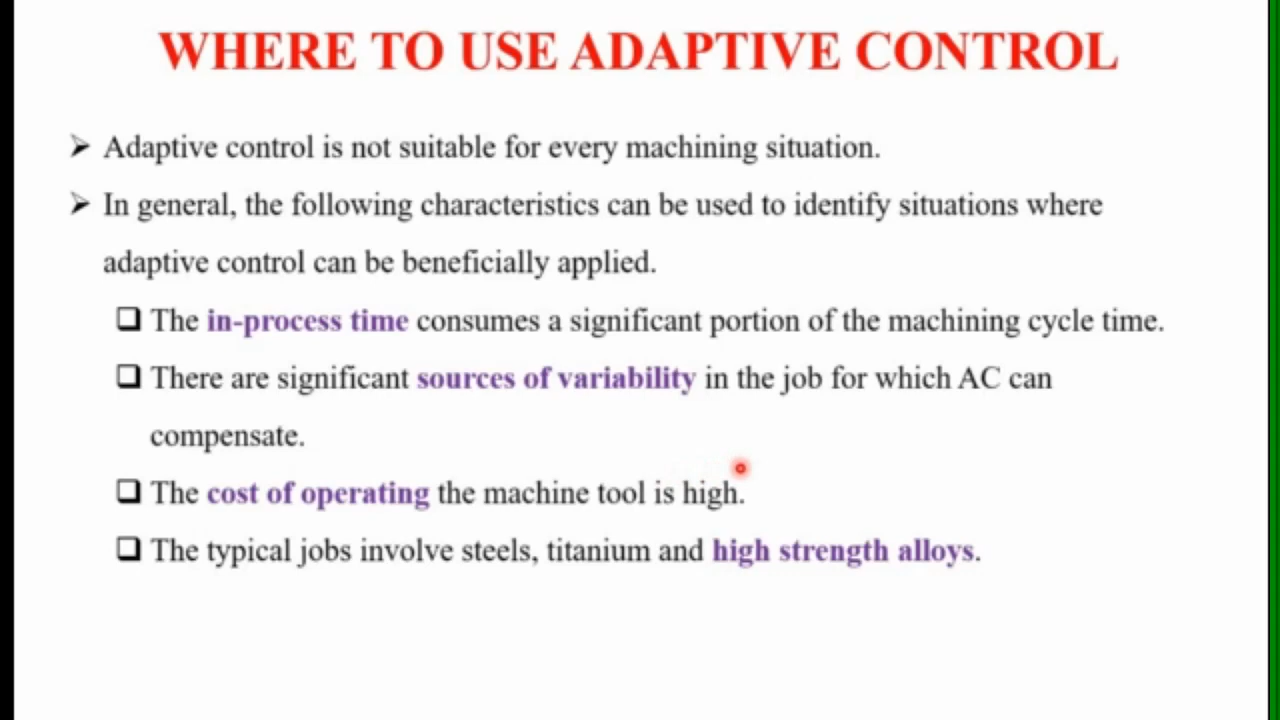 WHERE TO USE ADAPTIVE CONTROL
➢ Adaptive control is not suitable for every machining situation.
➢ In general, the following characteristics can be used to identify situations where
adaptive control can be beneficially applied.
❑ The in-process time consumes a significant portion of the machining cycle time.
❑ There are significant sources of variability in the job for which AC can
compensate.
❑ The cost of operating the machine tool is high.
❑ The typical jobs involve steels, titanium and high strength alloys.